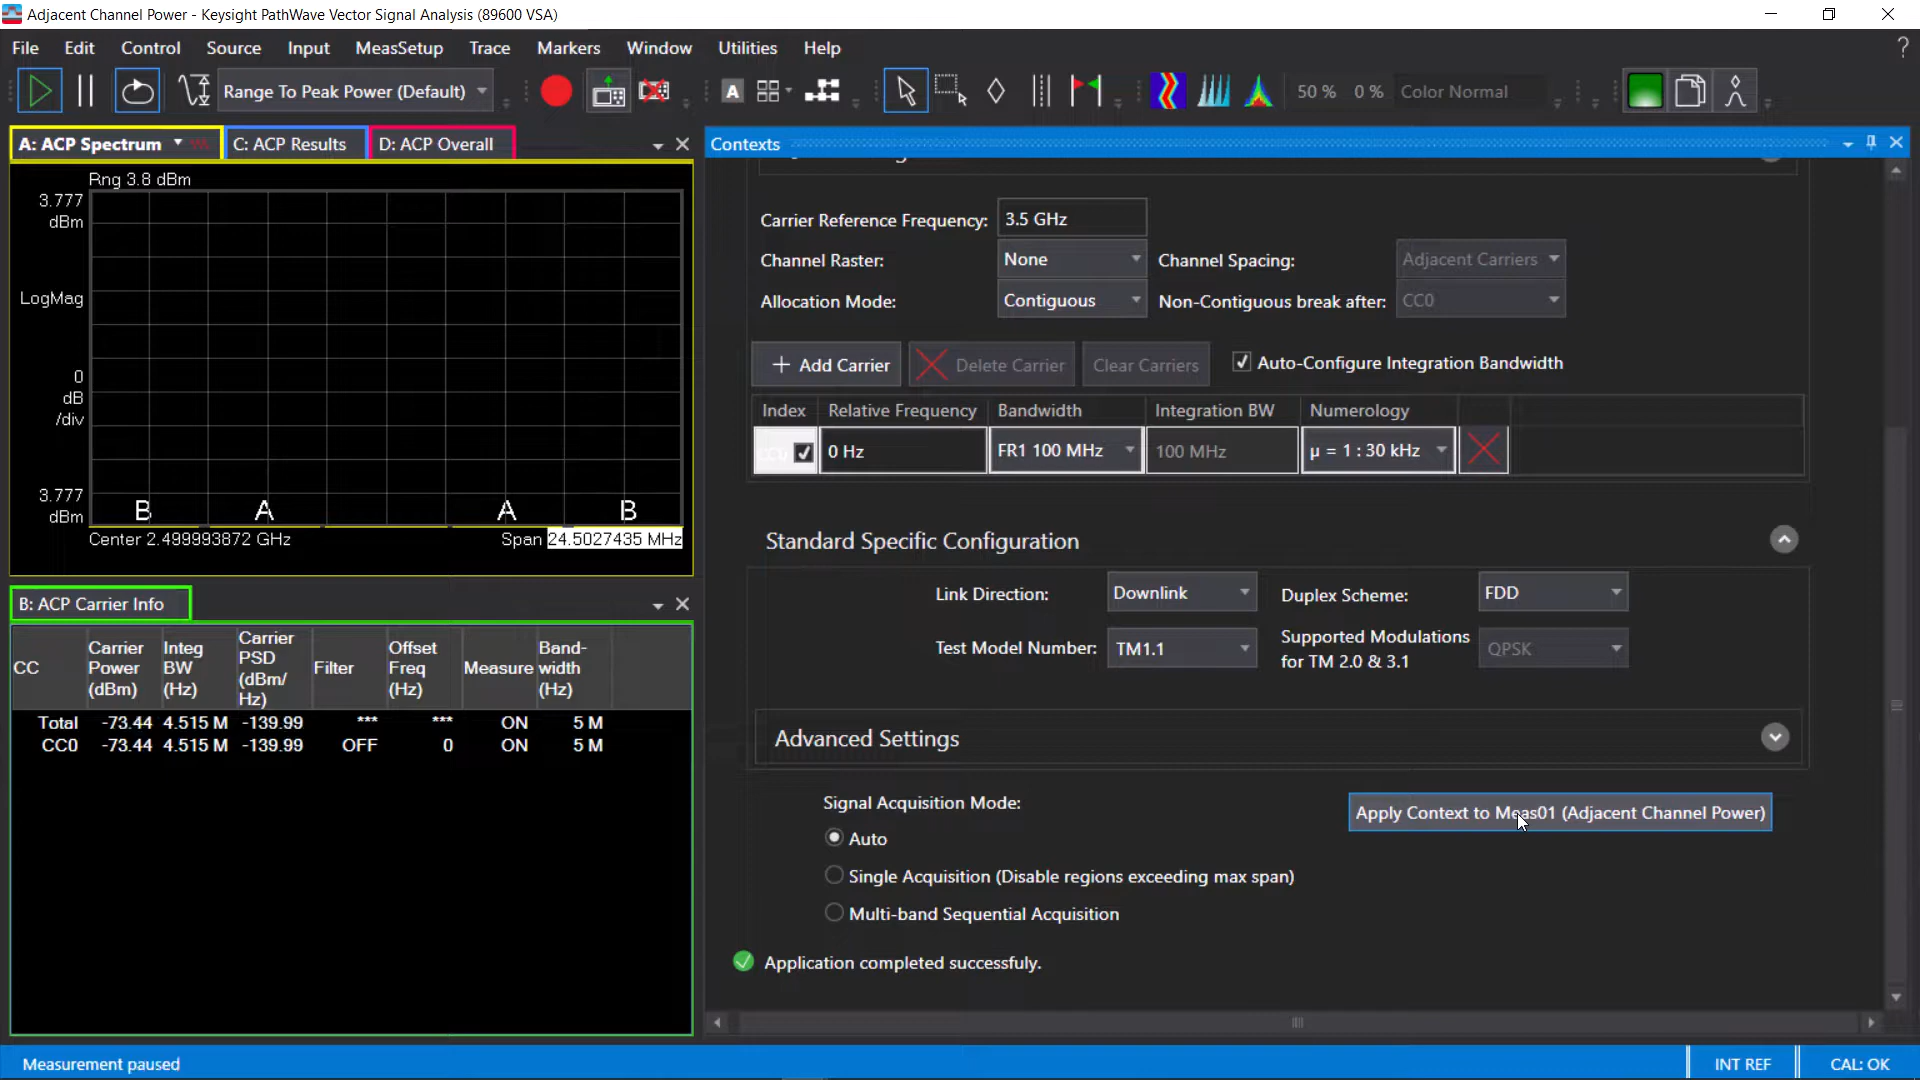 Adjacent Channel Power - Keysight PathWave Vector Signal Analysis (89600 VSA)
File Edit Control Source Input MeasSetup Trace Markers Window Utilities Help ?
Range To Peak Power (Default) A 50 % 0 % Color Normal
A: ACP Spectrum C: ACP Results D: ACP Overall
Rng 3.8 dBm
3.777
dBm
LogMag
0
dB
/div
3.777
dBm
B A A B
Center 2.499993872 GHz Span 24.5027435 MHz
B: ACP Carrier Info
CC Carrier Power (dBm) Integ BW (Hz) Carrier PSD (dBm/Hz) Filter Offset Freq (Hz) Measure Band-width (Hz)
Total -73.44 4.515 M -139.99 *** *** ON 5 M
CC0 -73.44 4.515 M -139.99 OFF 0 ON 5 M
Contexts
Carrier Reference Frequency: 3.5 GHz
Channel Raster: None Channel Spacing: Adjacent Carriers
Allocation Mode: Contiguous Non-Contiguous break after: CC0
+ Add Carrier Delete Carrier Clear Carriers Auto-Configure Integration Bandwidth
Index Relative Frequency Bandwidth Integration BW Numerology
0 Hz FR1 100 MHz 100 MHz μ = 1 : 30 kHz
Standard Specific Configuration
Link Direction: Downlink Duplex Scheme: FDD
Test Model Number: TM1.1 Supported Modulations for TM 2.0 & 3.1 QPSK
Advanced Settings
Signal Acquisition Mode: Apply Context to Meas01 (Adjacent Channel Power)
Auto
Single Acquisition (Disable regions exceeding max span)
Multi-band Sequential Acquisition
Application completed successfuly.
Measurement paused INT REF CAL: OK